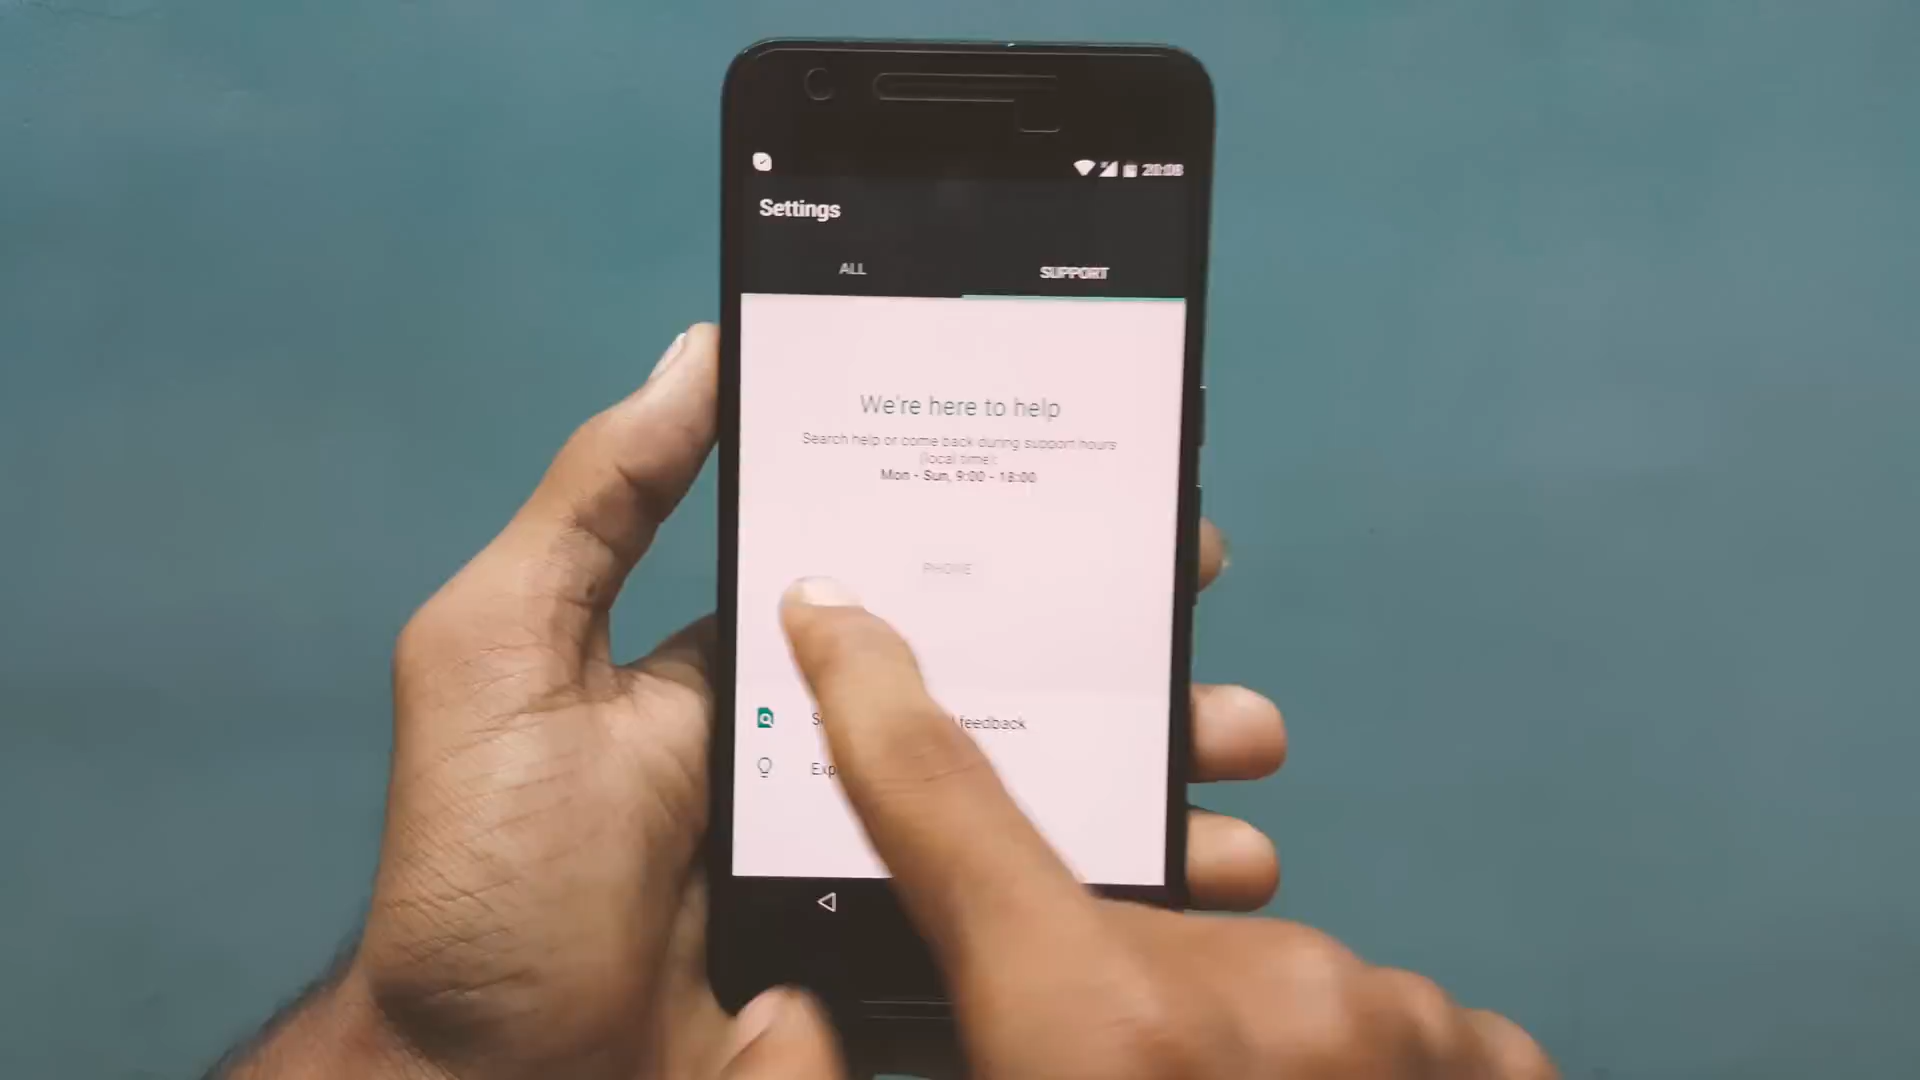 20:08
Settings
ALL
SUPPORT
We're here to help
Search help or come back during support hours
(local time):
Mon - Sun, 9:00 - 18:00
PHONE
feedback